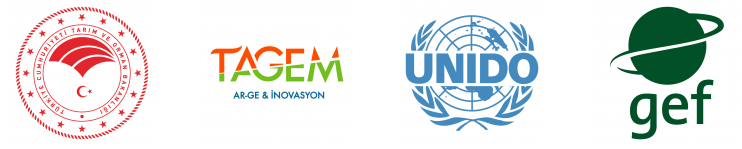 TÜRKİYE CUMHURİYETİ TARIM VE ORMAN BAKANLIĞI
TAGEM
AR-GE & İNOVASYON
UNIDO
gef